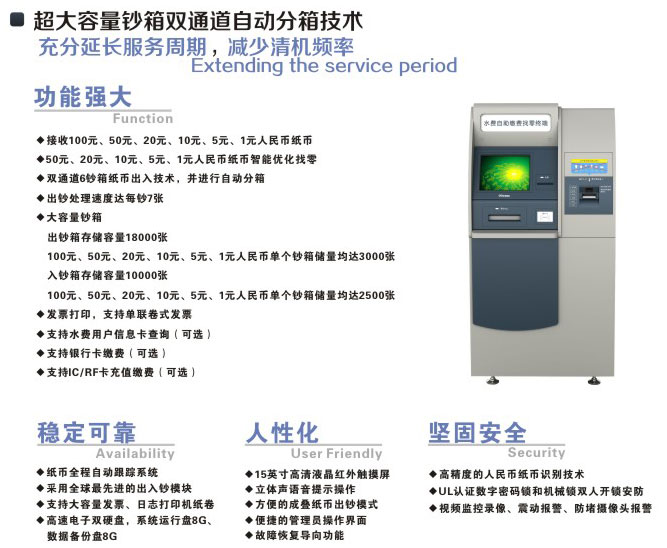 超大容量钞箱双通道自动分箱技术
充分延长服务周期，减少清机频率
Extending the service period
功能强大
Function
◆接收100元、50元、20元、10元、5元、1元人民币纸币
◆50元、20元、10元、5元、1元人民币纸币智能优化找零
◆双通道6钞箱纸币出入技术，并进行自动分箱
◆出钞处理速度达每钞7张
◆大容量钞箱
出钞箱存储容量18000张
100元、50元、20元、10元、5元、1元人民币单个钞箱储量均达3000张
入钞箱存储容量10000张
100元、50元、20元、10元、5元、1元人民币单个钞箱储量均达2500张
◆发票打印，支持单联卷式发票
◆支持水费用户信息卡查询（可选）
◆支持银行卡缴费（可选）
◆支持IC/RF卡充值缴费（可选）
水费自助缴费找零终端
稳定可靠
Availability
◆纸币全程自动跟踪系统
◆采用全球最先进的出入钞模块
◆支持大容量发票、日志打印机纸卷
◆高速电子双硬盘，系统运行盘8G、
数据备份盘8G
人性化
User Friendly
◆15英寸高清液晶红外触摸屏
◆立体声语音提示操作
◆方便的成叠纸币出钞模式
◆便捷的管理员操作界面
◆故障恢复导向功能
坚固安全
Security
◆高精度的人民币纸币识别技术
◆UL认证数字密码锁和机械锁双人开锁安防
◆视频监控录像、震动报警、防堵摄像头报警